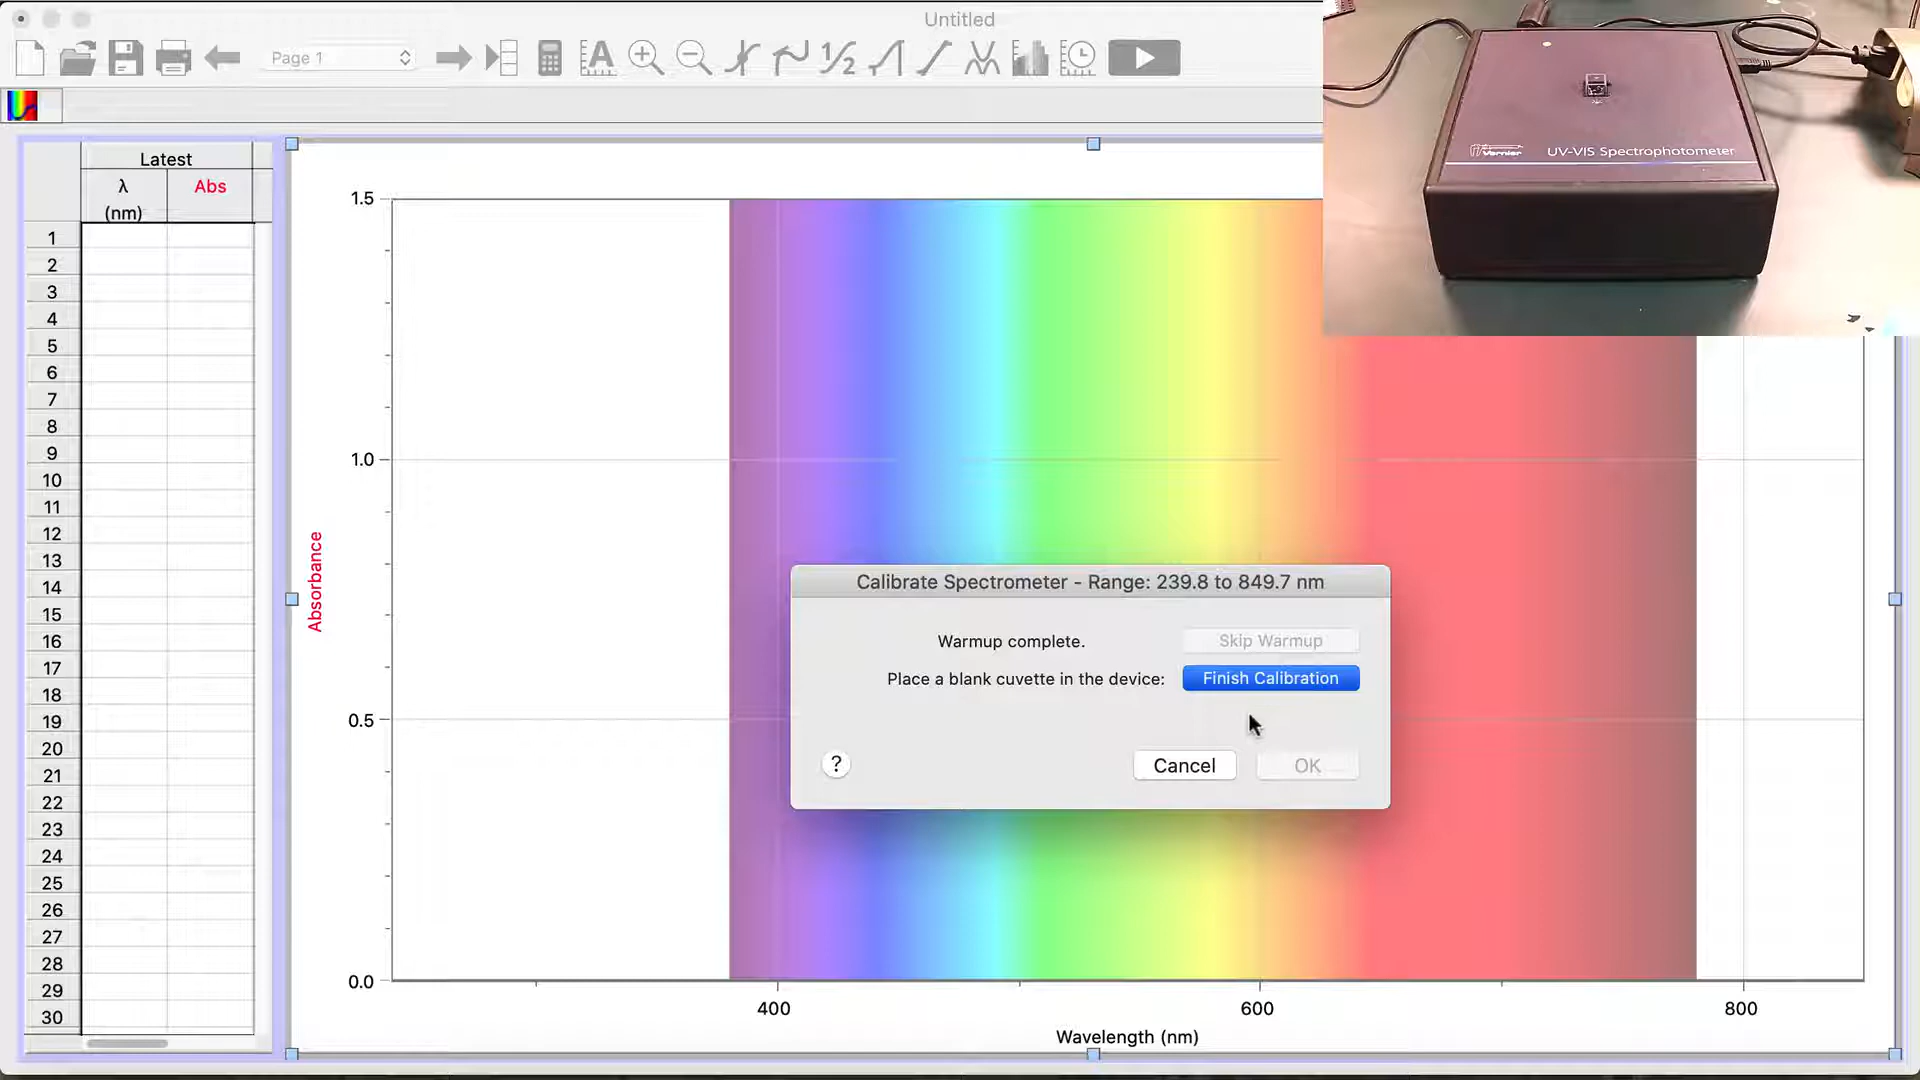 Untitled
Page 1
Latest
λ
(nm)
Abs
1
2
3
4
5
6
7
8
9
10
11
12
13
14
15
16
17
18
19
20
21
22
23
24
25
26
27
28
29
30
1.5
1.0
0.5
0.0
Absorbance
400
600
800
Wavelength (nm)
Calibrate Spectrometer - Range: 239.8 to 849.7 nm
Warmup complete.
Skip Warmup
Place a blank cuvette in the device:
Finish Calibration
?
Cancel
OK
Vernier
UV-VIS Spectrophotometer